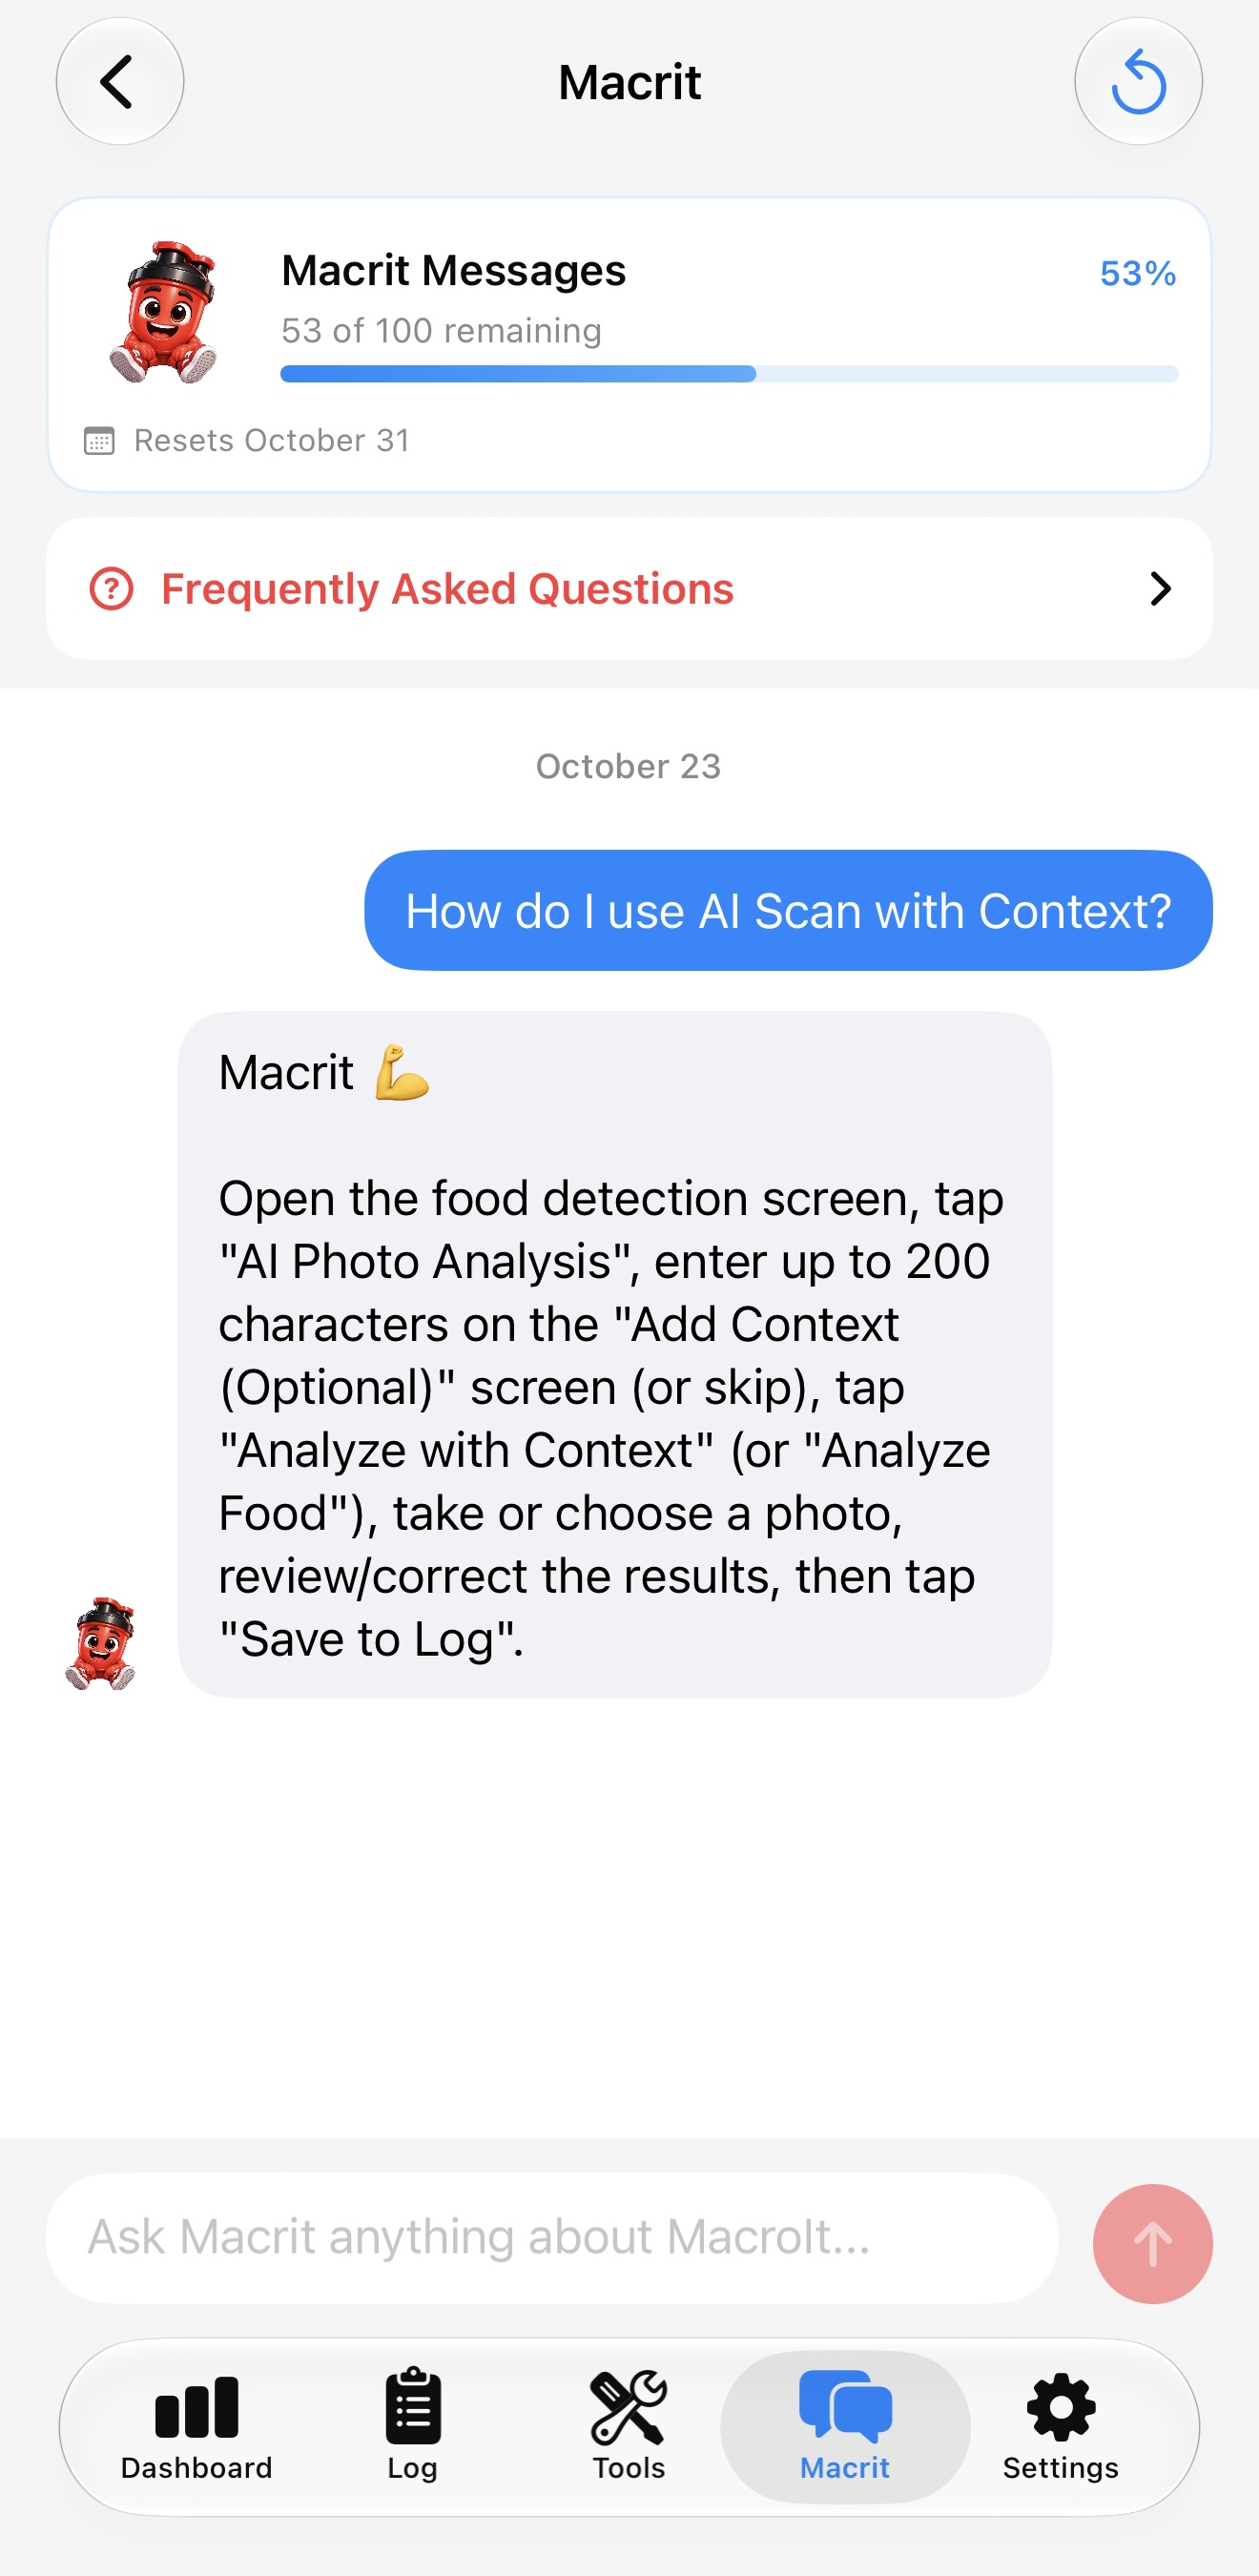 Macrit
Macrit Messages
53%
53 of 100 remaining
Resets October 31
Frequently Asked Questions
October 23
How do I use AI Scan with Context?
Macrit 💪
Open the food detection screen, tap
"AI Photo Analysis", enter up to 200
characters on the "Add Context
(Optional)" screen (or skip), tap
"Analyze with Context" (or "Analyze
Food"), take or choose a photo,
review/correct the results, then tap
"Save to Log".
Ask Macrit anything about MacroIt...
Dashboard
Log
Tools
Macrit
Settings